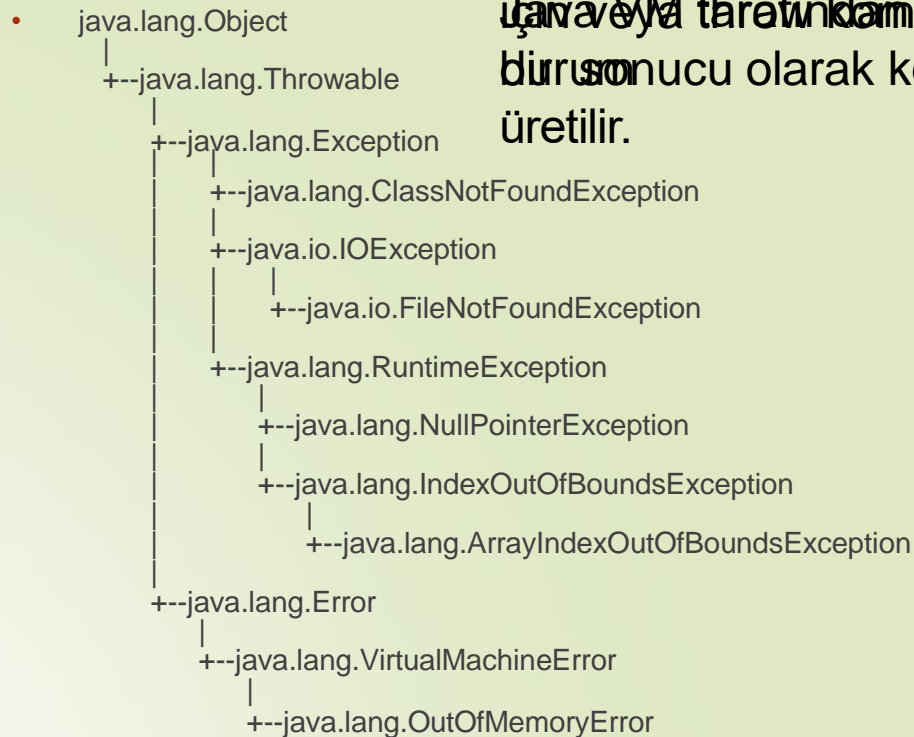 • java.lang.Object
|
+--java.lang.Throwable
|
+--java.lang.Exception
| |
| +--java.lang.ClassNotFoundException
| |
| +--java.io.IOException
| | |
| | +--java.io.FileNotFoundException
| |
| +--java.lang.RuntimeException
| |
| +--java.lang.NullPointerException
| |
| +--java.lang.IndexOutOfBoundsException
| |
| +--java.lang.ArrayIndexOutOfBoundsException
|
+--java.lang.Error
|
+--java.lang.VirtualMachineError
|
+--java.lang.OutOfMemoryError
veya
olarak
üretilir.